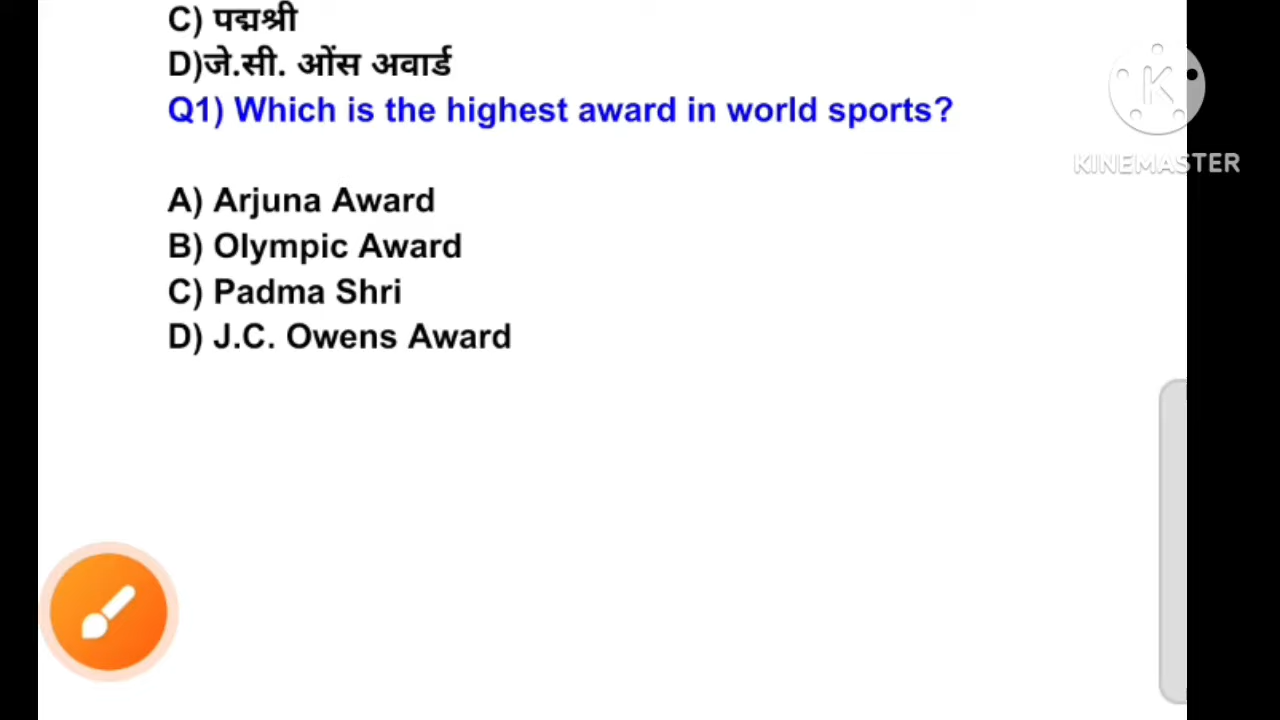 C) पद्मश्री
D)जे.सी. ओंस अवार्ड
Q1) Which is the highest award in world sports?
A) Arjuna Award
B) Olympic Award
C) Padma Shri
D) J.C. Owens Award
K
KINEMASTER